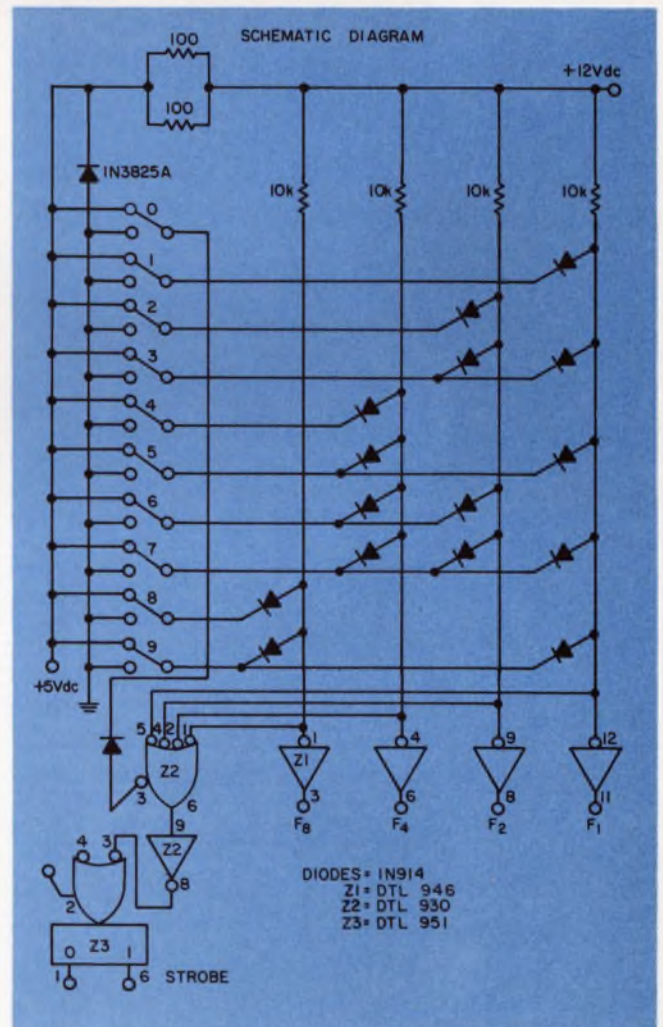 100
SCHEMATIC DIAGRAM
+12Vdc
100
1N3825A
10k 10k 10k 10k
0
1
2
3
4
5
6
7
8
9
+5Vdc
5 4 2 1
1 4 9 12
Z2
Z1
3
6
3 6 8 11
F8 F4 F2 F1
9
Z2
8
4 3
2
DIODES = 1N914
Z1 = DTL 946
Z2 = DTL 930
Z3 = DTL 951
Z3
0 1
1 6 STROBE